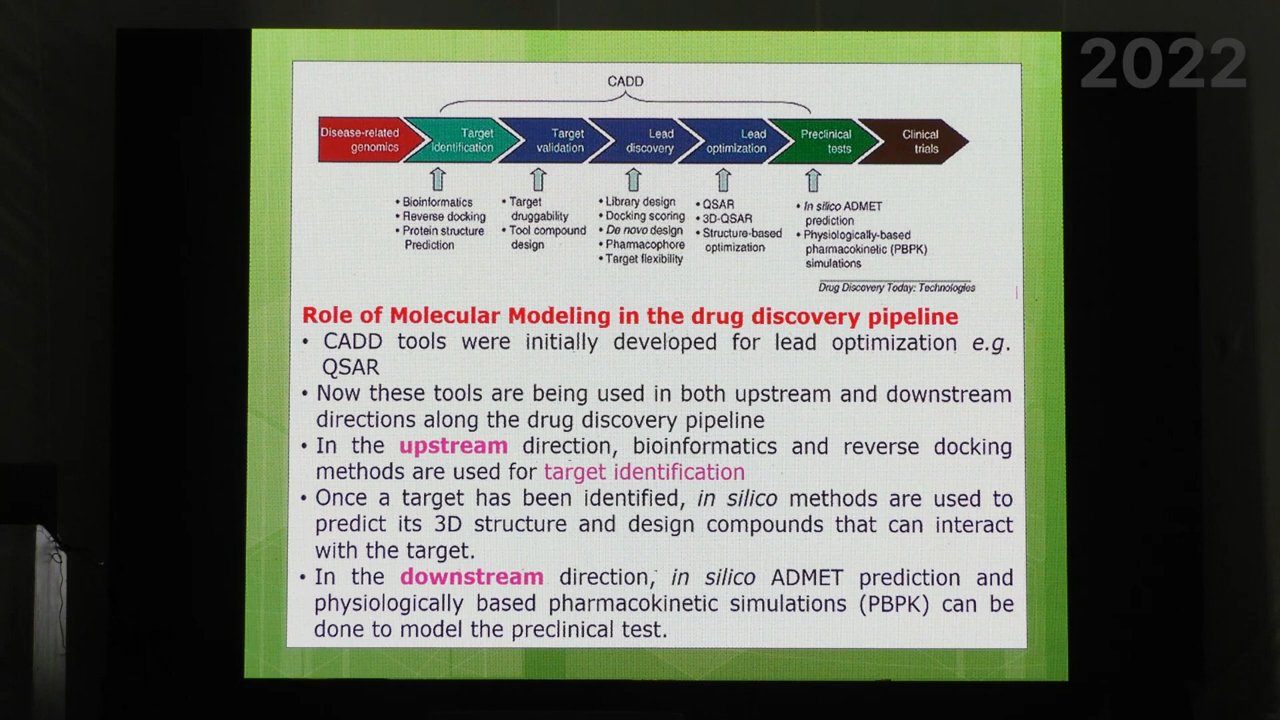 2022
CADD
Disease-related
genomics
Target
identification
Target
validation
Lead
discovery
Lead
optimization
Preclinical
tests
Clinical
trials
• Bioinformatics
• Reverse docking
• Protein structure
Prediction
• Target
druggability
• Tool compound
design
• Library design
• Docking scoring
• De novo design
• Pharmacophore
• Target flexibility
• QSAR
• 3D-QSAR
• Structure-based
optimization
• In silico ADMET
prediction
• Physiologically-based
pharmacokinetic (PBPK)
simulations
Drug Discovery Today: Technologies
Role of Molecular Modeling in the drug discovery pipeline
• CADD tools were initially developed for lead optimization e.g.
QSAR
• Now these tools are being used in both upstream and downstream
directions along the drug discovery pipeline
• In the upstream direction, bioinformatics and reverse docking
methods are used for target identification
• Once a target has been identified, in silico methods are used to
predict its 3D structure and design compounds that can interact
with the target.
• In the downstream direction, in silico ADMET prediction and
physiologically based pharmacokinetic simulations (PBPK) can be
done to model the preclinical test.